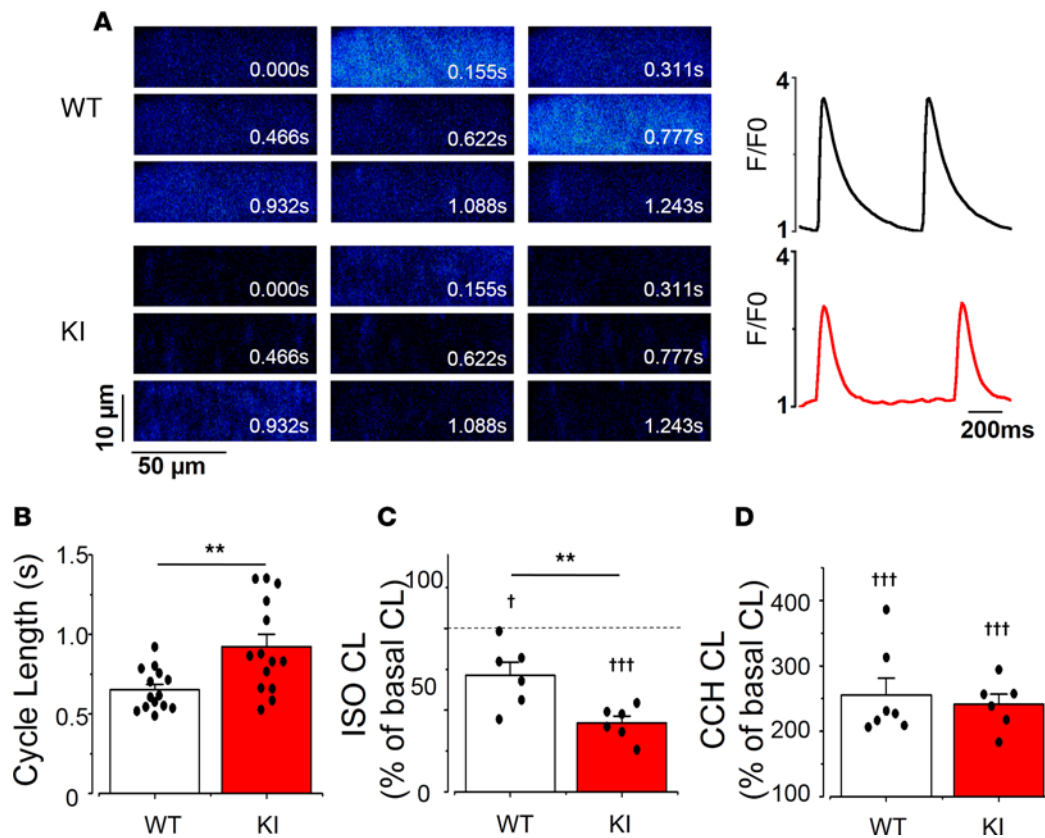 A
WT
0.000s
0.155s
0.311s
0.466s
0.622s
0.777s
0.932s
1.088s
1.243s
KI
0.000s
0.155s
0.311s
0.466s
0.622s
0.777s
0.932s
1.088s
1.243s
10 µm
50 µm
4
F/F0
1
4
F/F0
1
200ms
B
Cycle Length (s)
1.5
1.0
0.5
0
**
WT
KI
C
ISO CL
(% of basal CL)
100
50
0
**
†
†††
WT
KI
D
CCH CL
(% of basal CL)
450
350
250
200
100
†††
†††
WT
KI